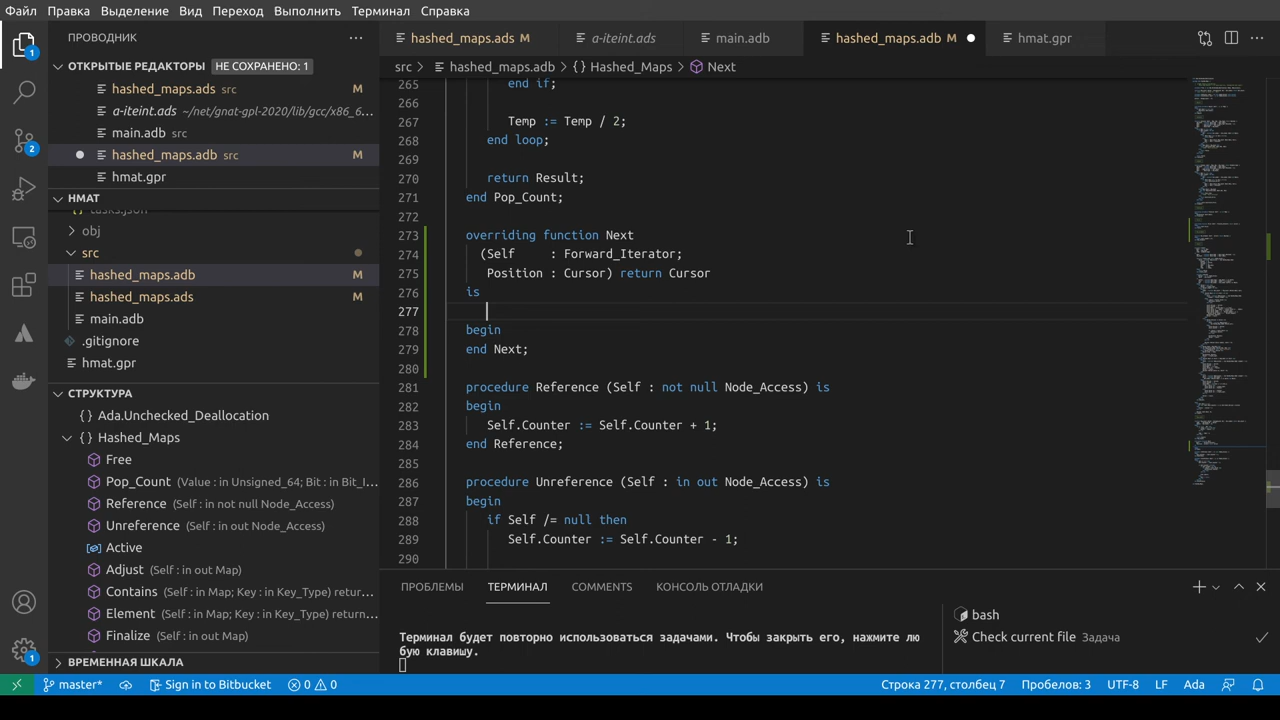 Файл Правка Выделение Вид Переход Выполнить Терминал Справка
ПРОВОДНИК
ОТКРЫТЫЕ РЕДАКТОРЫ НЕ СОХРАНЕНО: 1
hashed_maps.ads src M
a-iteint.ads ~/net/gnat-gpl-2020/lib/gcc/x86_6...
main.adb src
hashed_maps.adb src M
hmat.gpr
HMAT
tasks.json
obj
src
hashed_maps.adb M
hashed_maps.ads M
main.adb
.gitignore
hmat.gpr
СТРУКТУРА
{} Ada.Unchecked_Deallocation
{} Hashed_Maps
Free
Pop_Count (Value : in Unsigned_64; Bit : in Bit_I...
Reference (Self : in not null Node_Access)
Unreference (Self : in out Node_Access)
Active
Adjust (Self : in out Map)
Contains (Self : in Map; Key : in Key_Type) retur...
Element (Self : in Map; Key : in Key_Type) return...
Finalize (Self : in out Map)
ВРЕМЕННАЯ ШКАЛА
1
2
1
hashed_maps.ads M a-iteint.ads main.adb hashed_maps.adb M hmat.gpr
src > hashed_maps.adb > {} Hashed_Maps > Next
265 end if;
266
267 Temp := Temp / 2;
268 end loop;
269
270 return Result;
271 end Pop_Count;
272
273 overriding function Next
274 (Self : Forward_Iterator;
275 Position : Cursor) return Cursor
276 is
277
278 begin
279 end Next;
280
281 procedure Reference (Self : not null Node_Access) is
282 begin
283 Self.Counter := Self.Counter + 1;
284 end Reference;
285
286 procedure Unreference (Self : in out Node_Access) is
287 begin
288 if Self /= null then
289 Self.Counter := Self.Counter - 1;
290
ПРОБЛЕМЫ ТЕРМИНАЛ COMMENTS КОНСОЛЬ ОТЛАДКИ
Терминал будет повторно использоваться задачами. Чтобы закрыть его, нажмите лю
бую клавишу.
bash
Check current file Задача
master* Sign in to Bitbucket 0 0 Строка 277, столбец 7 Пробелов: 3 UTF-8 LF Ada